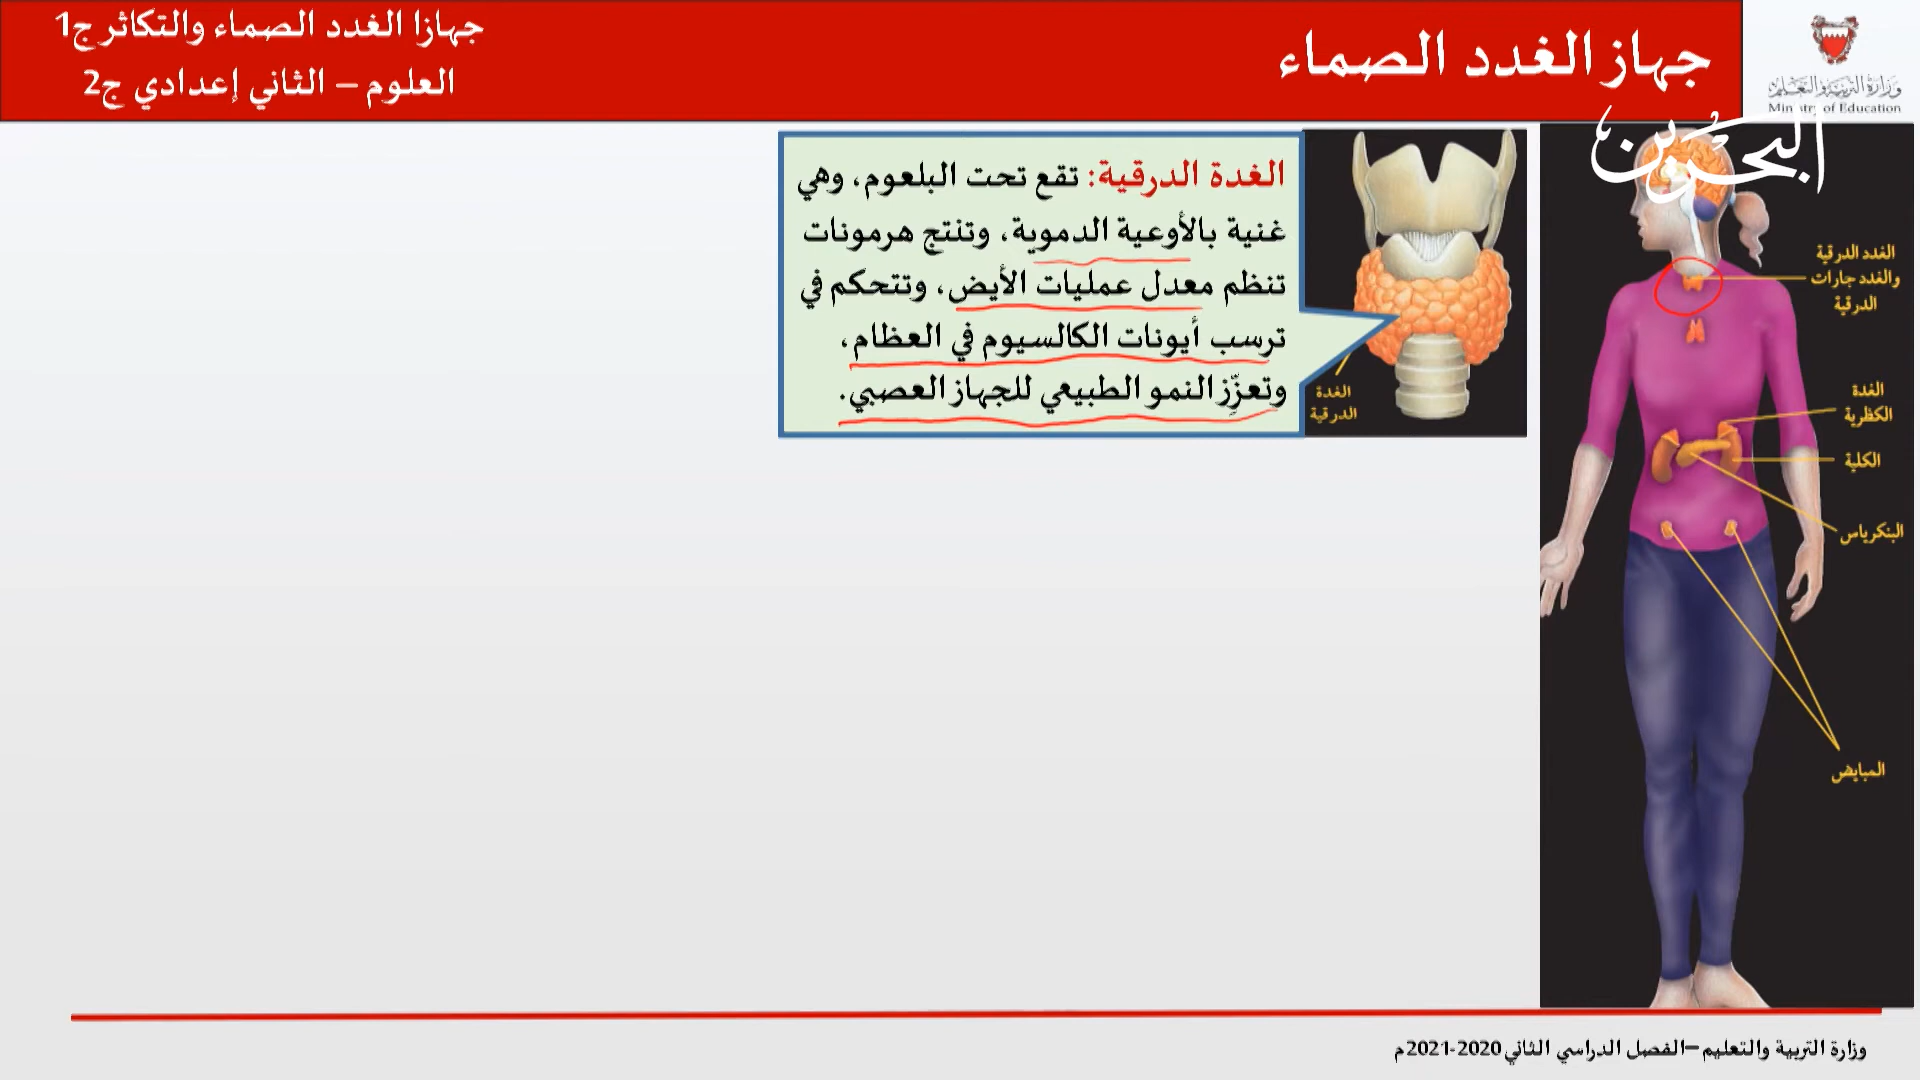 جهاز الغدد الصماء
جهازا الغدد الصماء والتكاثر ج1
العلوم – الثاني إعدادي ج2
وزارة التربية والتعليم
Ministry of Education
البحرين
الغدة الدرقية: تقع تحت البلعوم، وهي
غنية بالأوعية الدموية، وتنتج هرمونات
تنظم معدل عمليات الأيض، وتتحكم في
ترسب أيونات الكالسيوم في العظام،
وتعزِّز النمو الطبيعي للجهاز العصبي.
الغدة
الدرقية
الغدد الدرقية
والغدد جارات
الدرقية
الغدة
الكظرية
الكلية
البنكرياس
المبايض
وزارة التربية والتعليم –الفصل الدراسي الثاني 2020-2021م